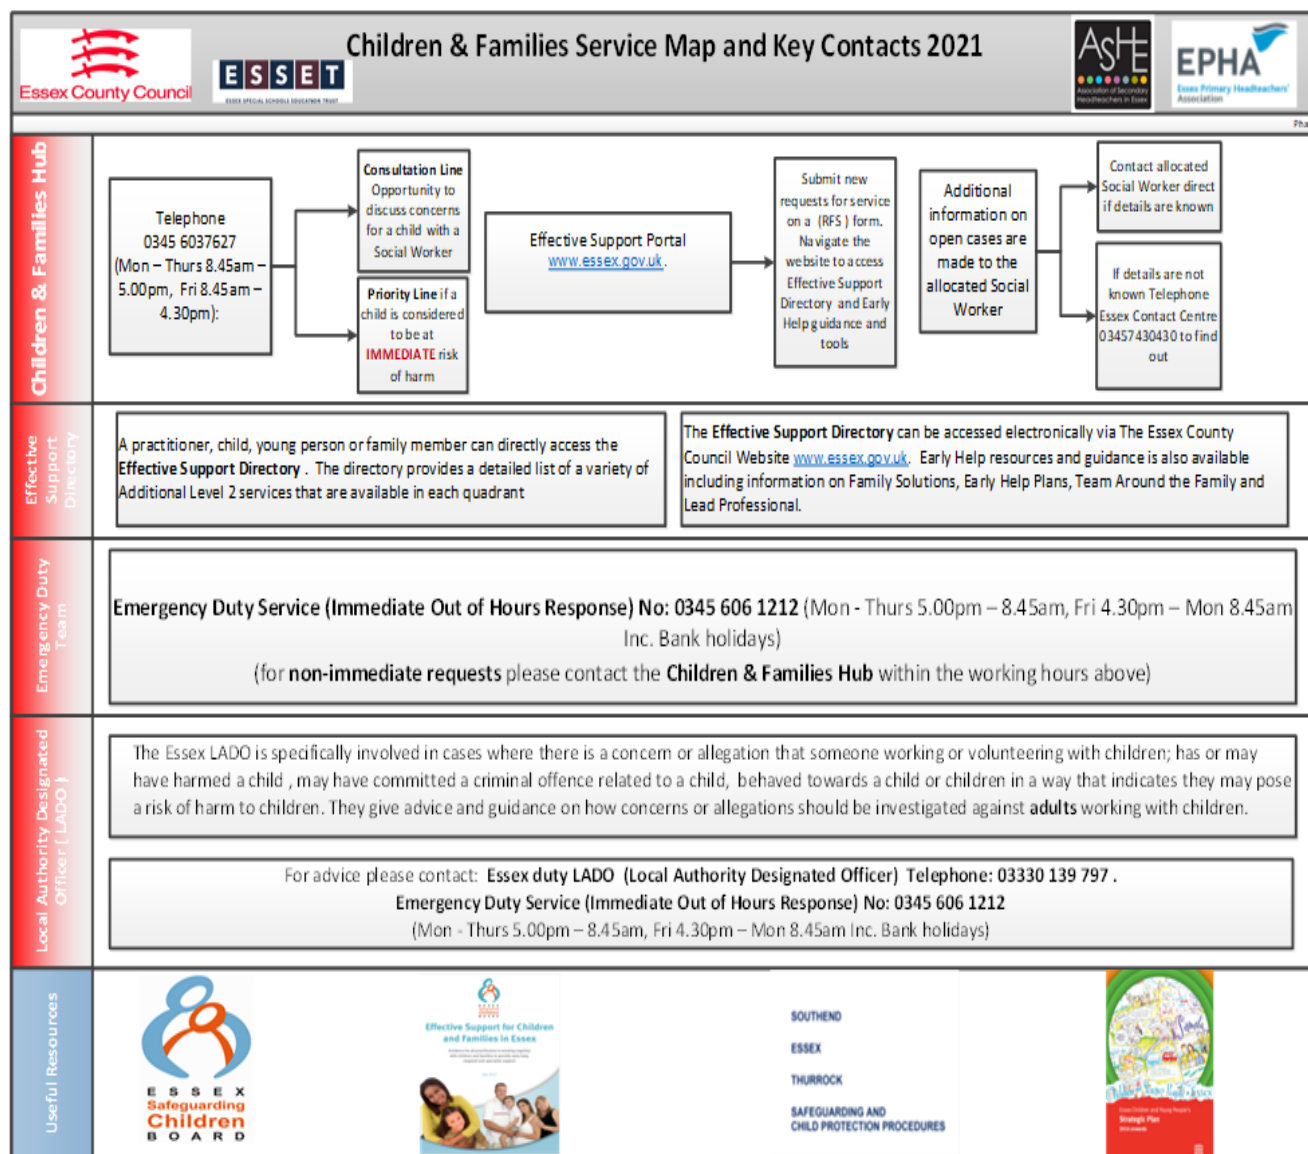 Children & Families Service Map and Key Contacts 2021
Essex County Council
ESSET
ESSEX SPECIAL SCHOOLS EDUCATION TRUST
ASHE
Association of Secondary
Headteachers in Essex
EPHA
Essex Primary Headteachers'
Association
Pha
Children & Families Hub
Telephone
0345 6037627
(Mon – Thurs 8.45am –
5.00pm, Fri 8.45am –
4.30pm):
Consultation Line
Opportunity to
discuss concerns
for a child with a
Social Worker
Priority Line if a
child is considered
to be at
IMMEDIATE risk
of harm
Effective Support Portal
www.essex.gov.uk .
Submit new
requests for service
on a (RFS ) form.
Navigate the
website to access
Effective Support
Directory and Early
Help guidance and
tools
Additional
information on
open cases are
made to the
allocated Social
Worker
Contact allocated
Social Worker direct
if details are known
If details are not
known Telephone
Essex Contact Centre
03457430430 to find
out
Effective
Support
Directory
A practitioner, child, young person or family member can directly access the
Effective Support Directory . The directory provides a detailed list of a variety of
Additional Level 2 services that are available in each quadrant
The Effective Support Directory can be accessed electronically via The Essex County
Council Website www.essex.gov.uk. Early Help resources and guidance is also available
including information on Family Solutions, Early Help Plans, Team Around the Family and
Lead Professional.
Emergency Duty
Team
Emergency Duty Service (Immediate Out of Hours Response) No: 0345 606 1212 (Mon - Thurs 5.00pm – 8.45am, Fri 4.30pm – Mon 8.45am
Inc. Bank holidays)
(for non-immediate requests please contact the Children & Families Hub within the working hours above)
Local Authority Designated
Officer ( LADO )
The Essex LADO is specifically involved in cases where there is a concern or allegation that someone working or volunteering with children; has or may
have harmed a child , may have committed a criminal offence related to a child, behaved towards a child or children in a way that indicates they may pose
a risk of harm to children. They give advice and guidance on how concerns or allegations should be investigated against adults working with children.
For advice please contact: Essex duty LADO (Local Authority Designated Officer) Telephone: 03330 139 797 .
Emergency Duty Service (Immediate Out of Hours Response) No: 0345 606 1212
(Mon - Thurs 5.00pm – 8.45am, Fri 4.30pm – Mon 8.45am Inc. Bank holidays)
Useful Resources
ESSEX
Safeguarding
Children
BOARD
Effective Support for Children
and Families in Essex
SOUTHEND
ESSEX
THURROCK
SAFEGUARDING AND
CHILD PROTECTION PROCEDURES
Essex Children and Young People's
Strategic Plan